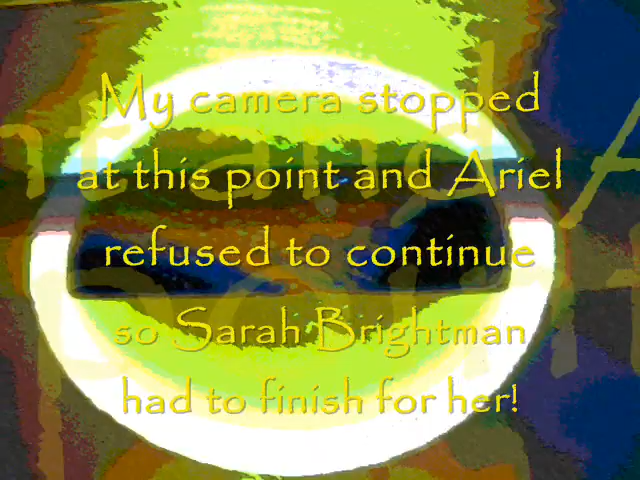 My camera stopped
at this point and Ariel
refused to continue
so Sarah Brightman
had to finish for her!